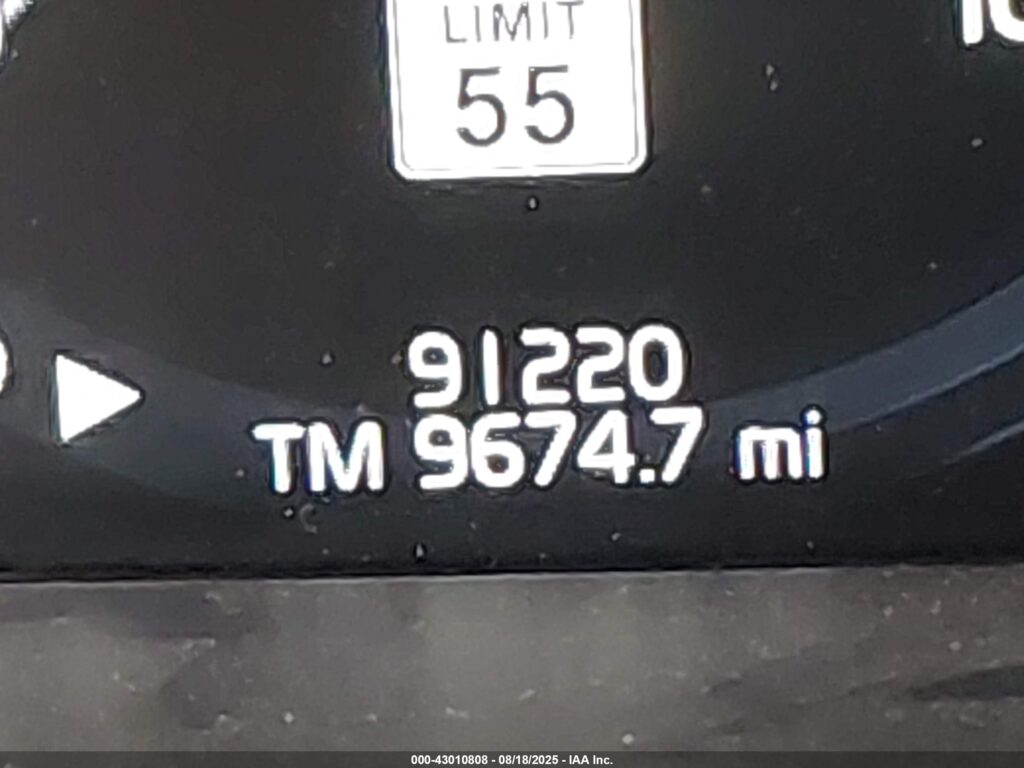 LIMIT
55
91220
TM 9674.7 mi
000-43010808 - 08/18/2025 - IAA Inc.